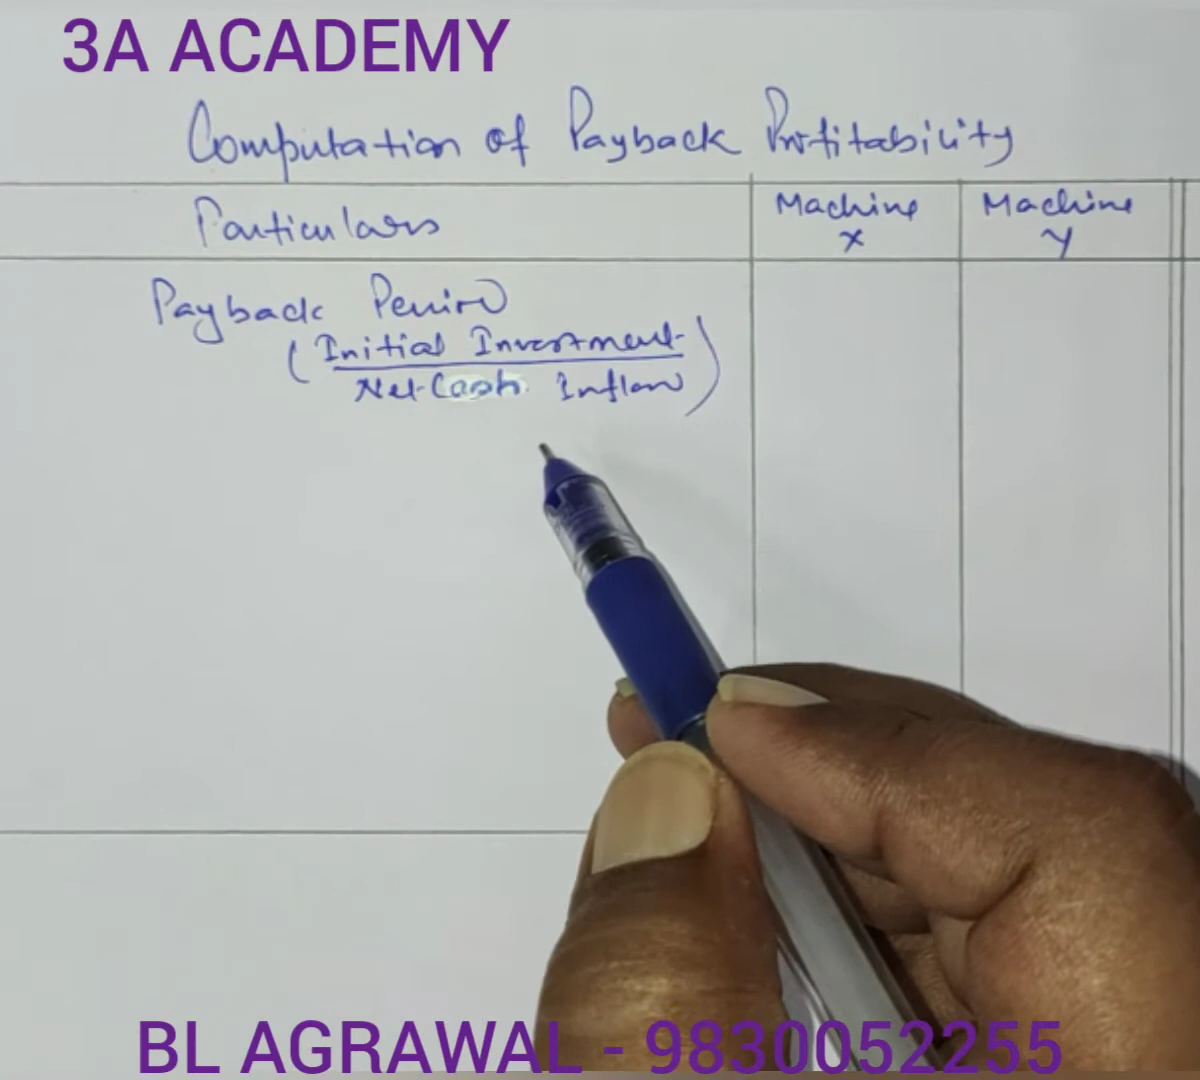 3A ACADEMY
Computation of Payback Profitability
Particulars Machine X Machine Y
Payback Period
(Initial Investment
Net Cash Inflow)
BL AGRAWAL - 9830052255